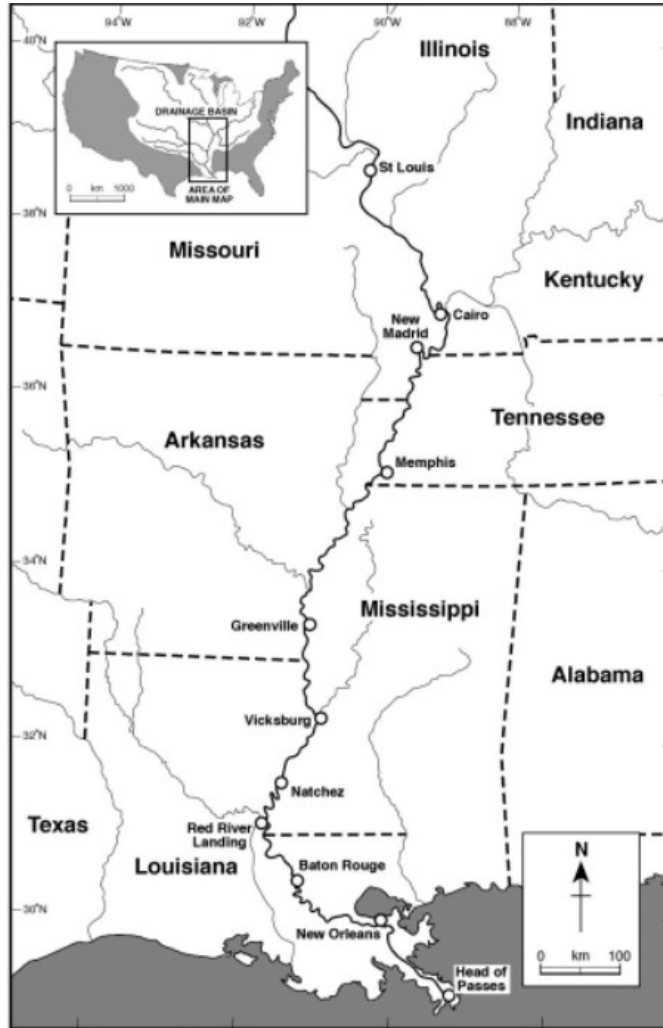 94°W 92°W 90°W 88°W
40°N
Illinois
DRAINAGE BASIN
Indiana
St Louis
0 km 1000
AREA OF
MAIN MAP
38°N
Missouri
Kentucky
New
Madrid
Cairo
36°N
Tennessee
Arkansas
Memphis
34°N
Mississippi
Greenville
Alabama
Vicksburg
32°N
Natchez
Texas
Red River
Landing
Louisiana
Baton Rouge
N
30°N
New Orleans
0 km 100
Head of
Passes